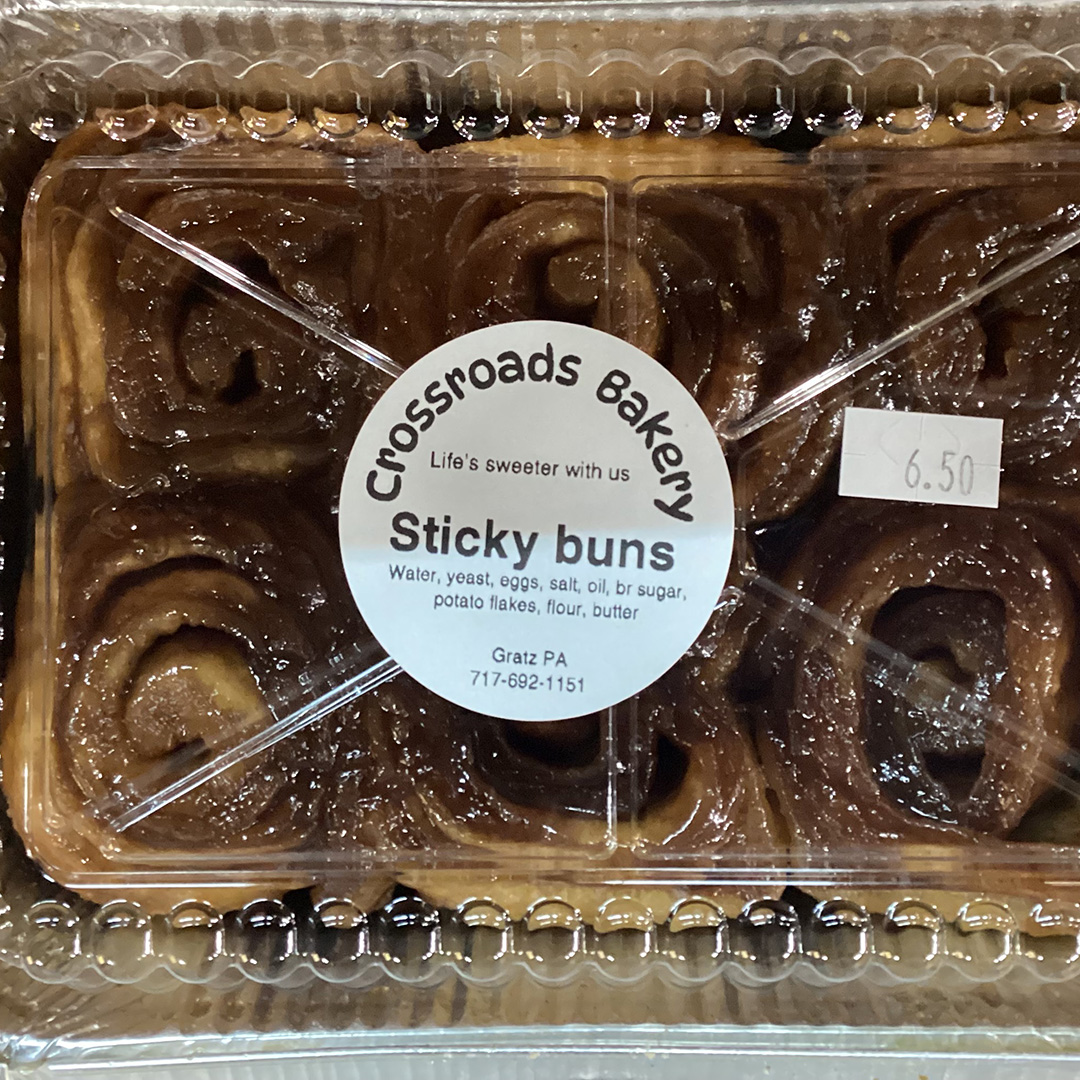 Crossroads Bakery
Life's sweeter with us
Sticky buns
Water, yeast, eggs, salt, oil, br sugar,
potato flakes, flour, butter
Gratz PA
717-692-1151
6.50